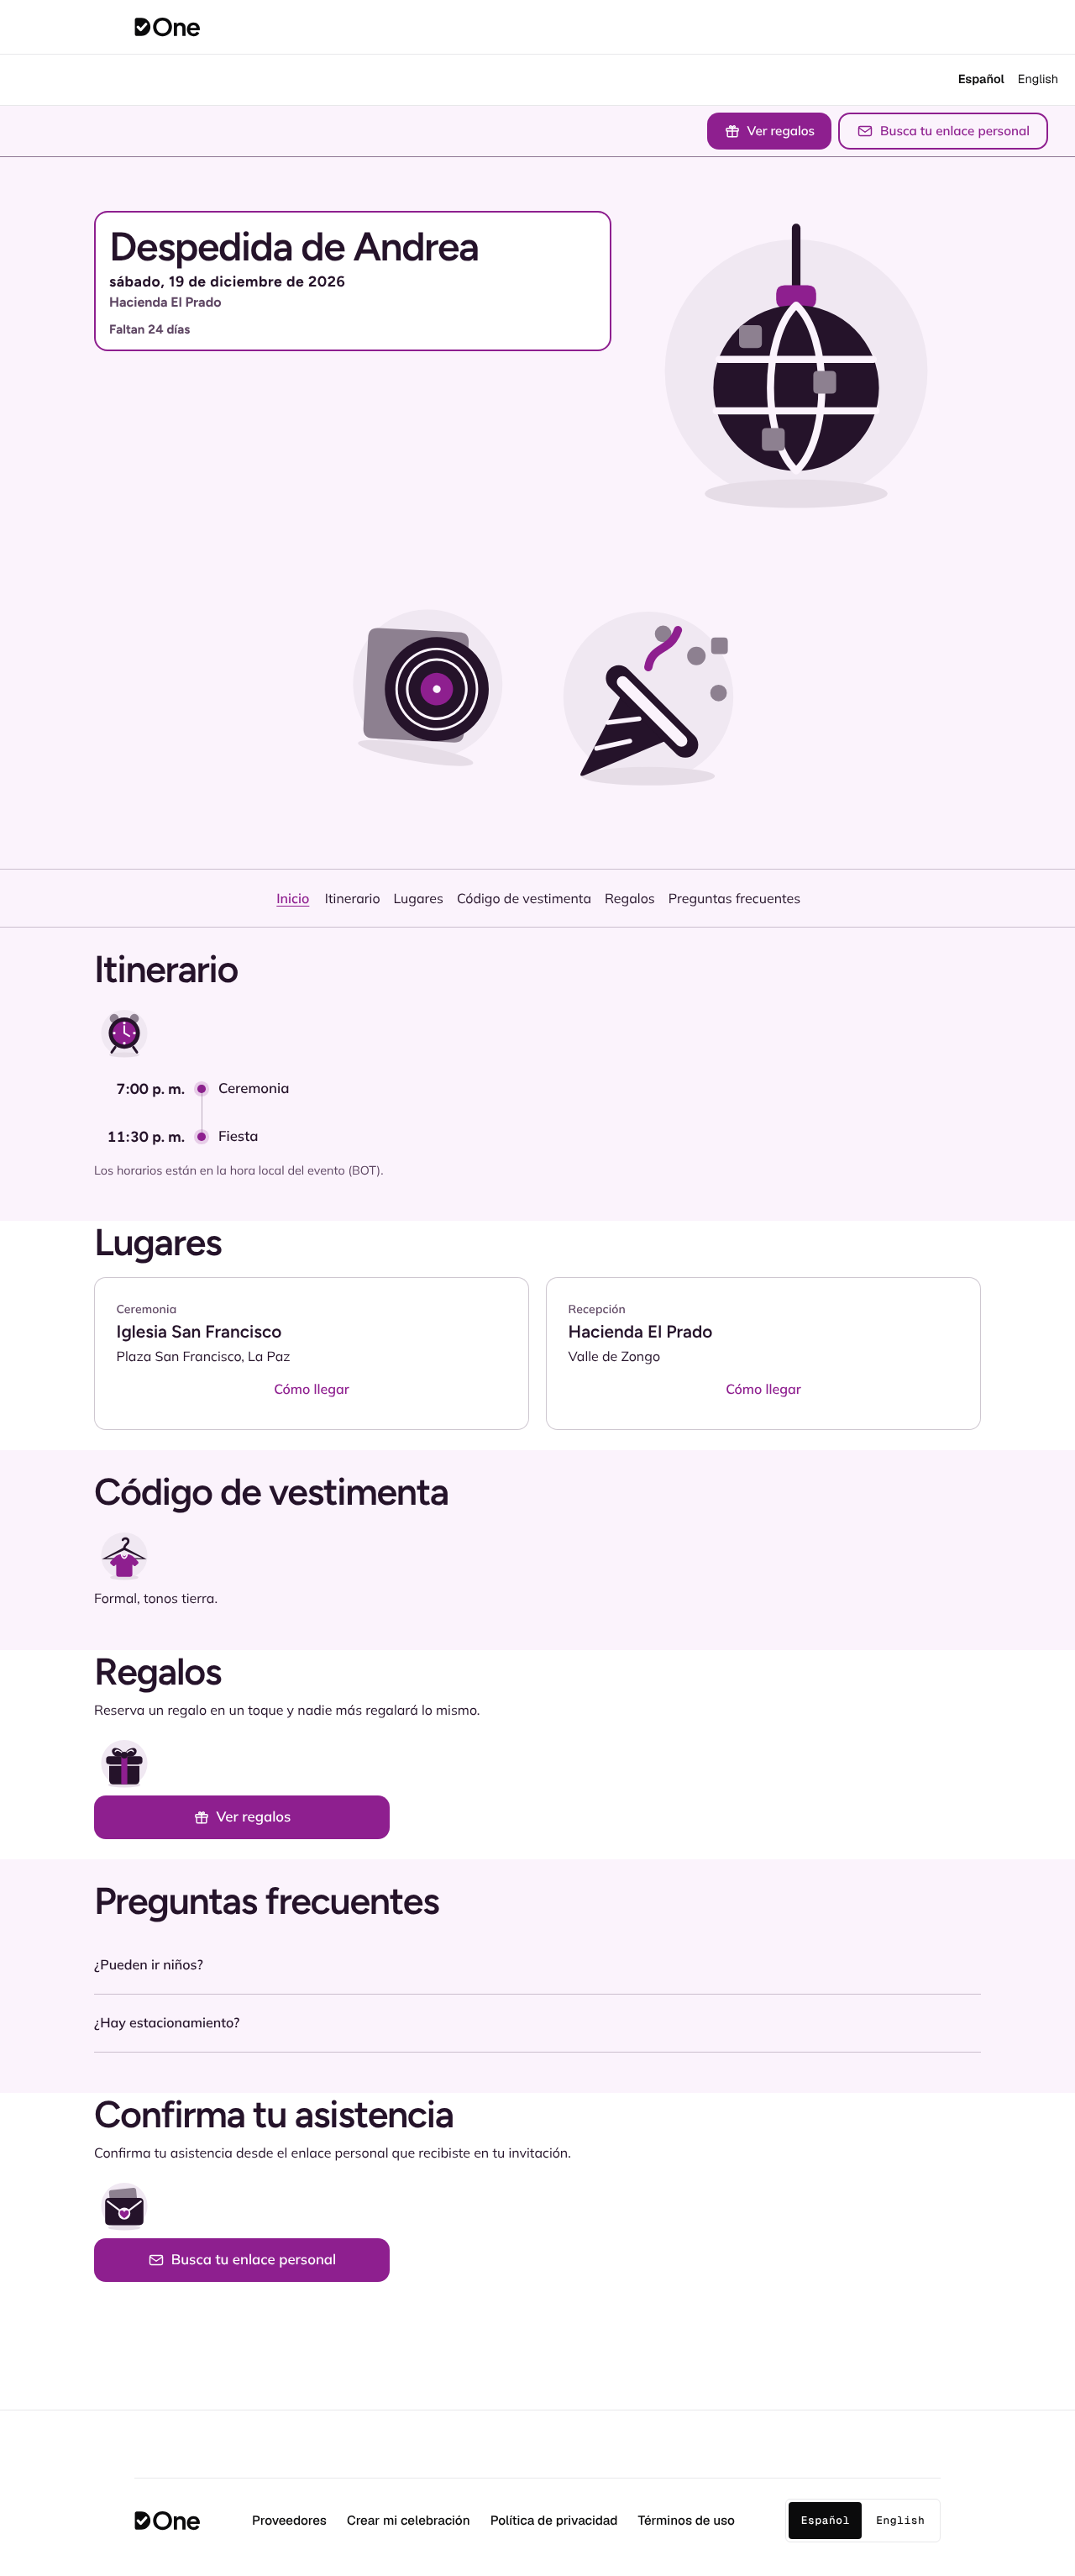 One
Español English
Ver regalos Busca tu enlace personal
Despedida de Andrea
sábado, 19 de diciembre de 2026
Hacienda El Prado
Faltan 24 días
Inicio Itinerario Lugares Código de vestimenta Regalos Preguntas frecuentes
Itinerario
7:00 p. m. Ceremonia
11:30 p. m. Fiesta
Los horarios están en la hora local del evento (BOT).
Lugares
Ceremonia
Iglesia San Francisco
Plaza San Francisco, La Paz
Cómo llegar
Recepción
Hacienda El Prado
Valle de Zongo
Cómo llegar
Código de vestimenta
Formal, tonos tierra.
Regalos
Reserva un regalo en un toque y nadie más regalará lo mismo.
Ver regalos
Preguntas frecuentes
¿Pueden ir niños?
¿Hay estacionamiento?
Confirma tu asistencia
Confirma tu asistencia desde el enlace personal que recibiste en tu invitación.
Busca tu enlace personal
One
Proveedores Crear mi celebración Política de privacidad Términos de uso
Español English